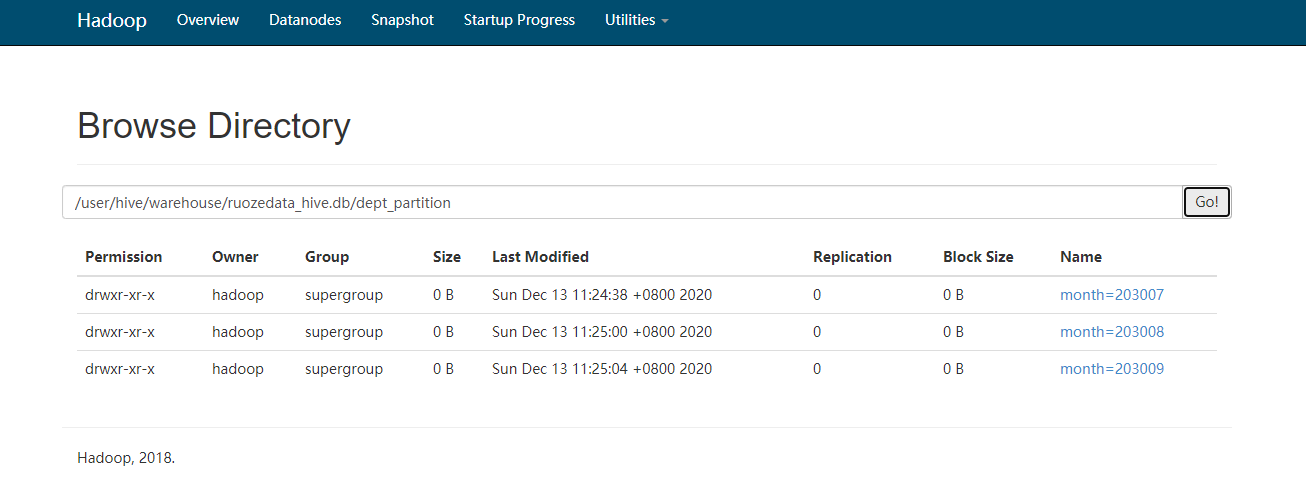 Hadoop Overview Datanodes Snapshot Startup Progress Utilities
Browse Directory
/user/hive/warehouse/ruozedata_hive.db/dept_partition Go!
Permission Owner Group Size Last Modified Replication Block Size Name
drwxr-xr-x hadoop supergroup 0 B Sun Dec 13 11:24:38 +0800 2020 0 0 B month=203007
drwxr-xr-x hadoop supergroup 0 B Sun Dec 13 11:25:00 +0800 2020 0 0 B month=203008
drwxr-xr-x hadoop supergroup 0 B Sun Dec 13 11:25:04 +0800 2020 0 0 B month=203009
Hadoop, 2018.